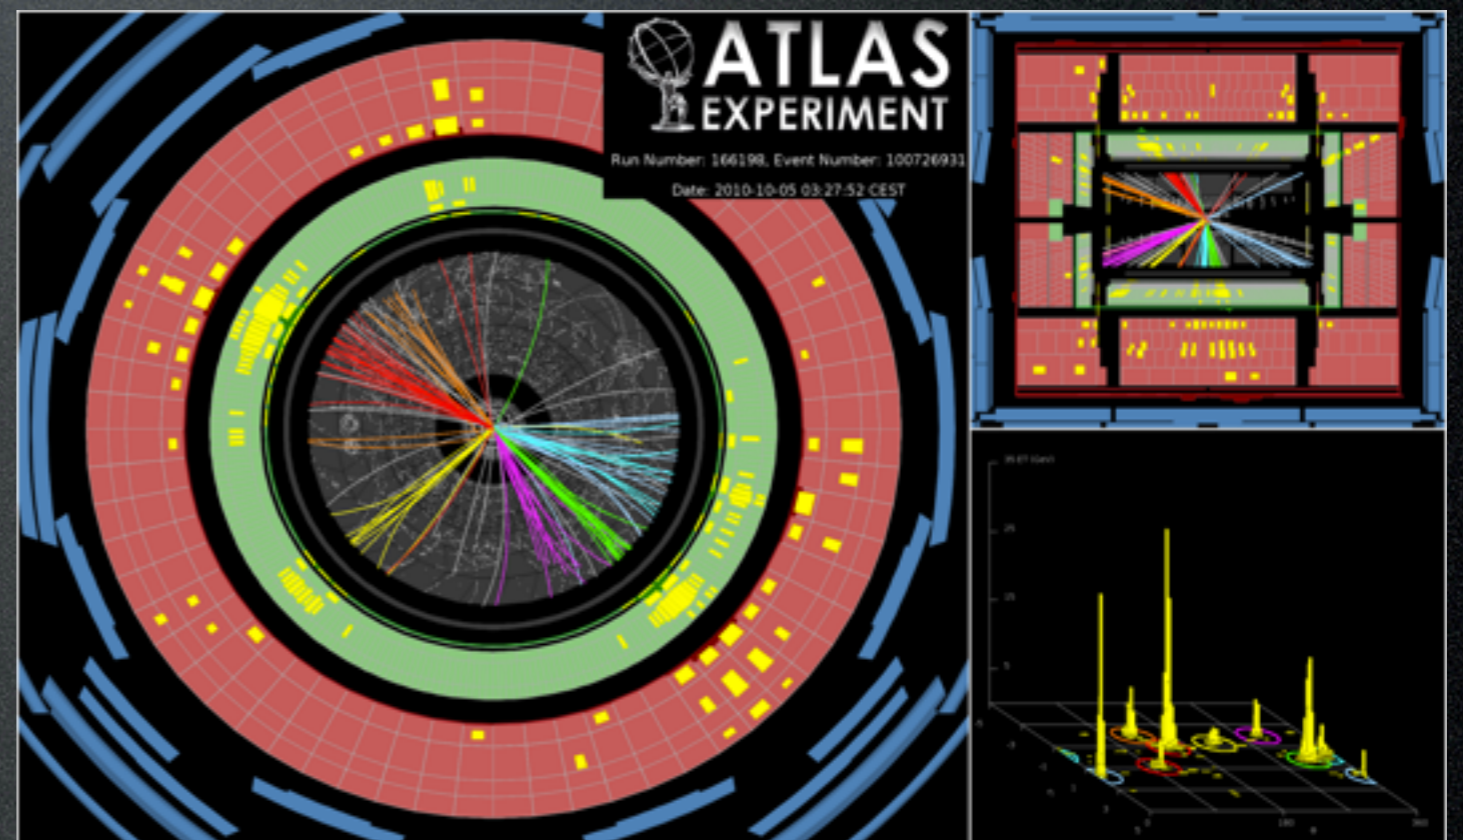 ATLAS
EXPERIMENT
Run Number: 166198, Event Number: 100726931
Date: 2010-10-05 03:27:52 CEST